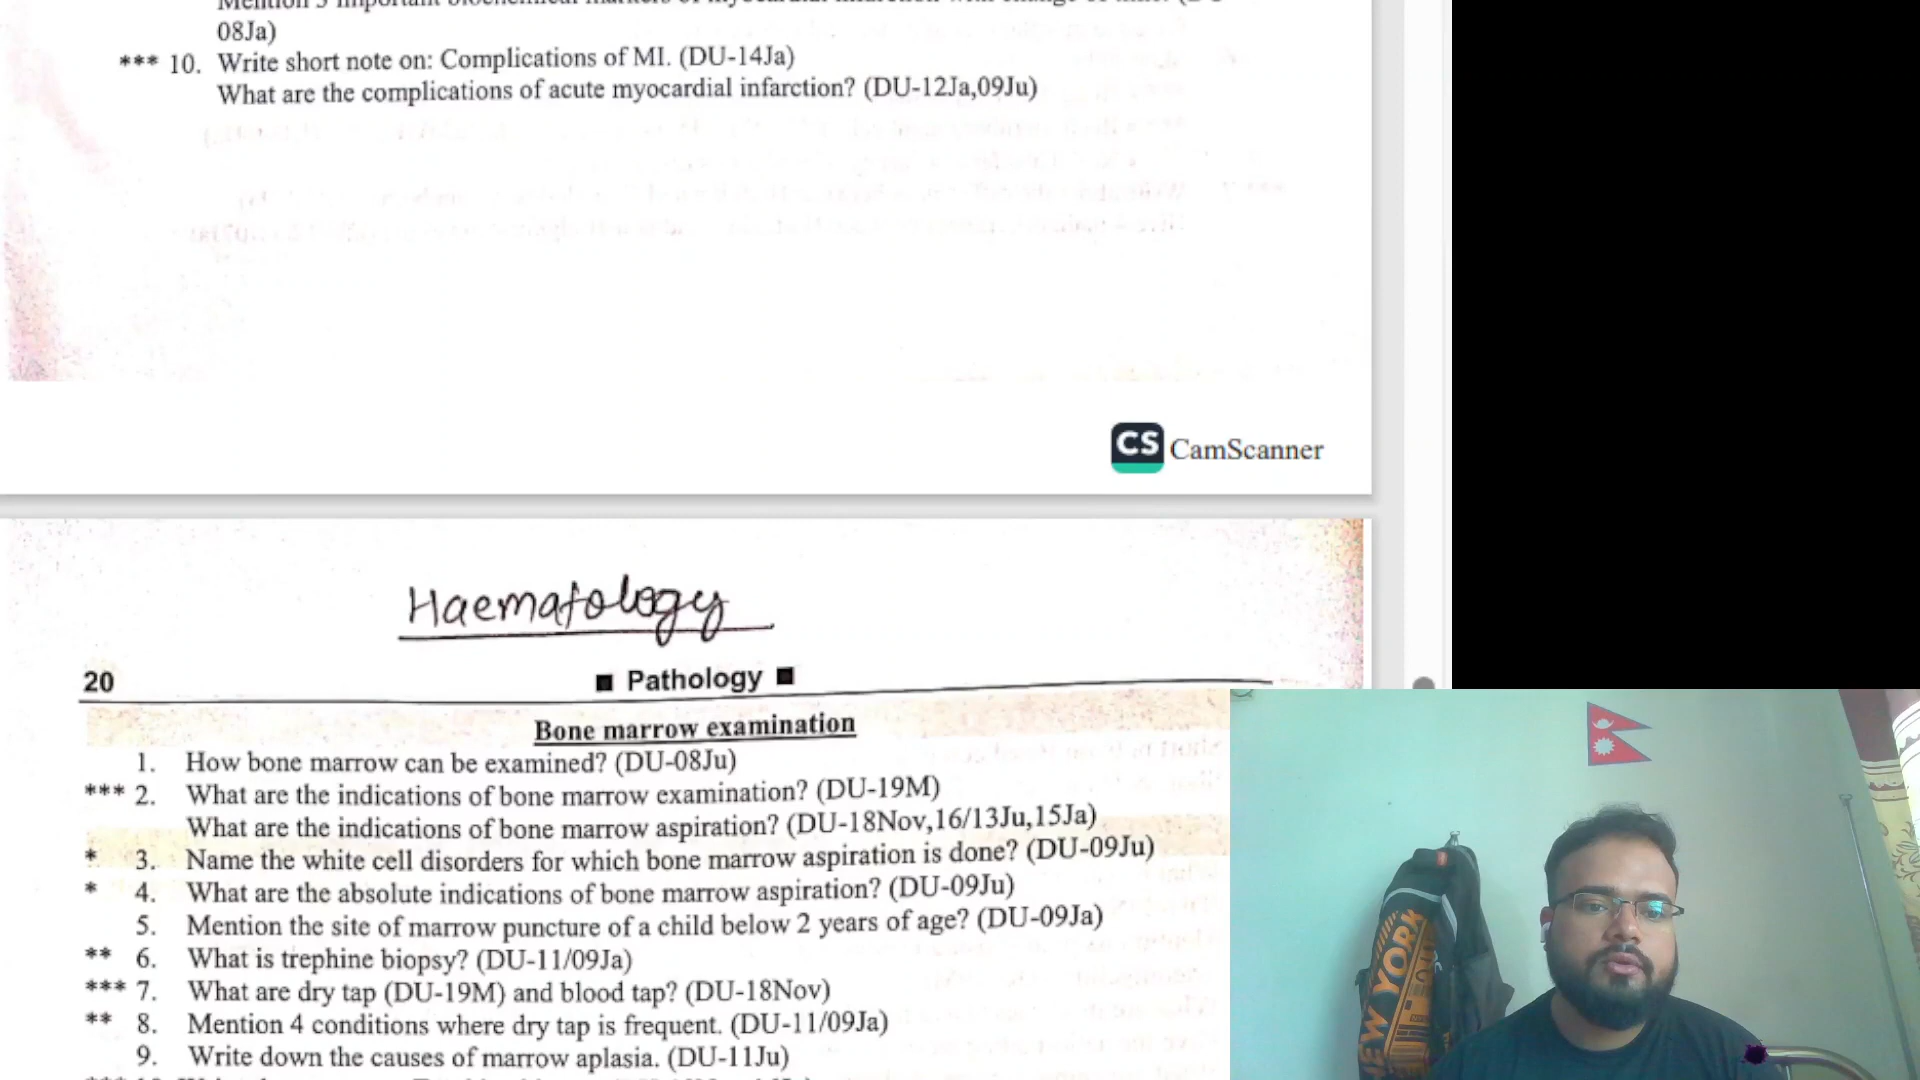 08Ja)
*** 10. Write short note on: Complications of MI. (DU-14Ja)
What are the complications of acute myocardial infarction? (DU-12Ja,09Ju)
CS CamScanner
Haematology
20 ■ Pathology ■
Bone marrow examination
1. How bone marrow can be examined? (DU-08Ju)
*** 2. What are the indications of bone marrow examination? (DU-19M)
What are the indications of bone marrow aspiration? (DU-18Nov,16/13Ju,15Ja)
* 3. Name the white cell disorders for which bone marrow aspiration is done? (DU-09Ju)
* 4. What are the absolute indications of bone marrow aspiration? (DU-09Ju)
5. Mention the site of marrow puncture of a child below 2 years of age? (DU-09Ja)
** 6. What is trephine biopsy? (DU-11/09Ja)
*** 7. What are dry tap (DU-19M) and blood tap? (DU-18Nov)
** 8. Mention 4 conditions where dry tap is frequent. (DU-11/09Ja)
9. Write down the causes of marrow aplasia. (DU-11Ju)
NEW YORK